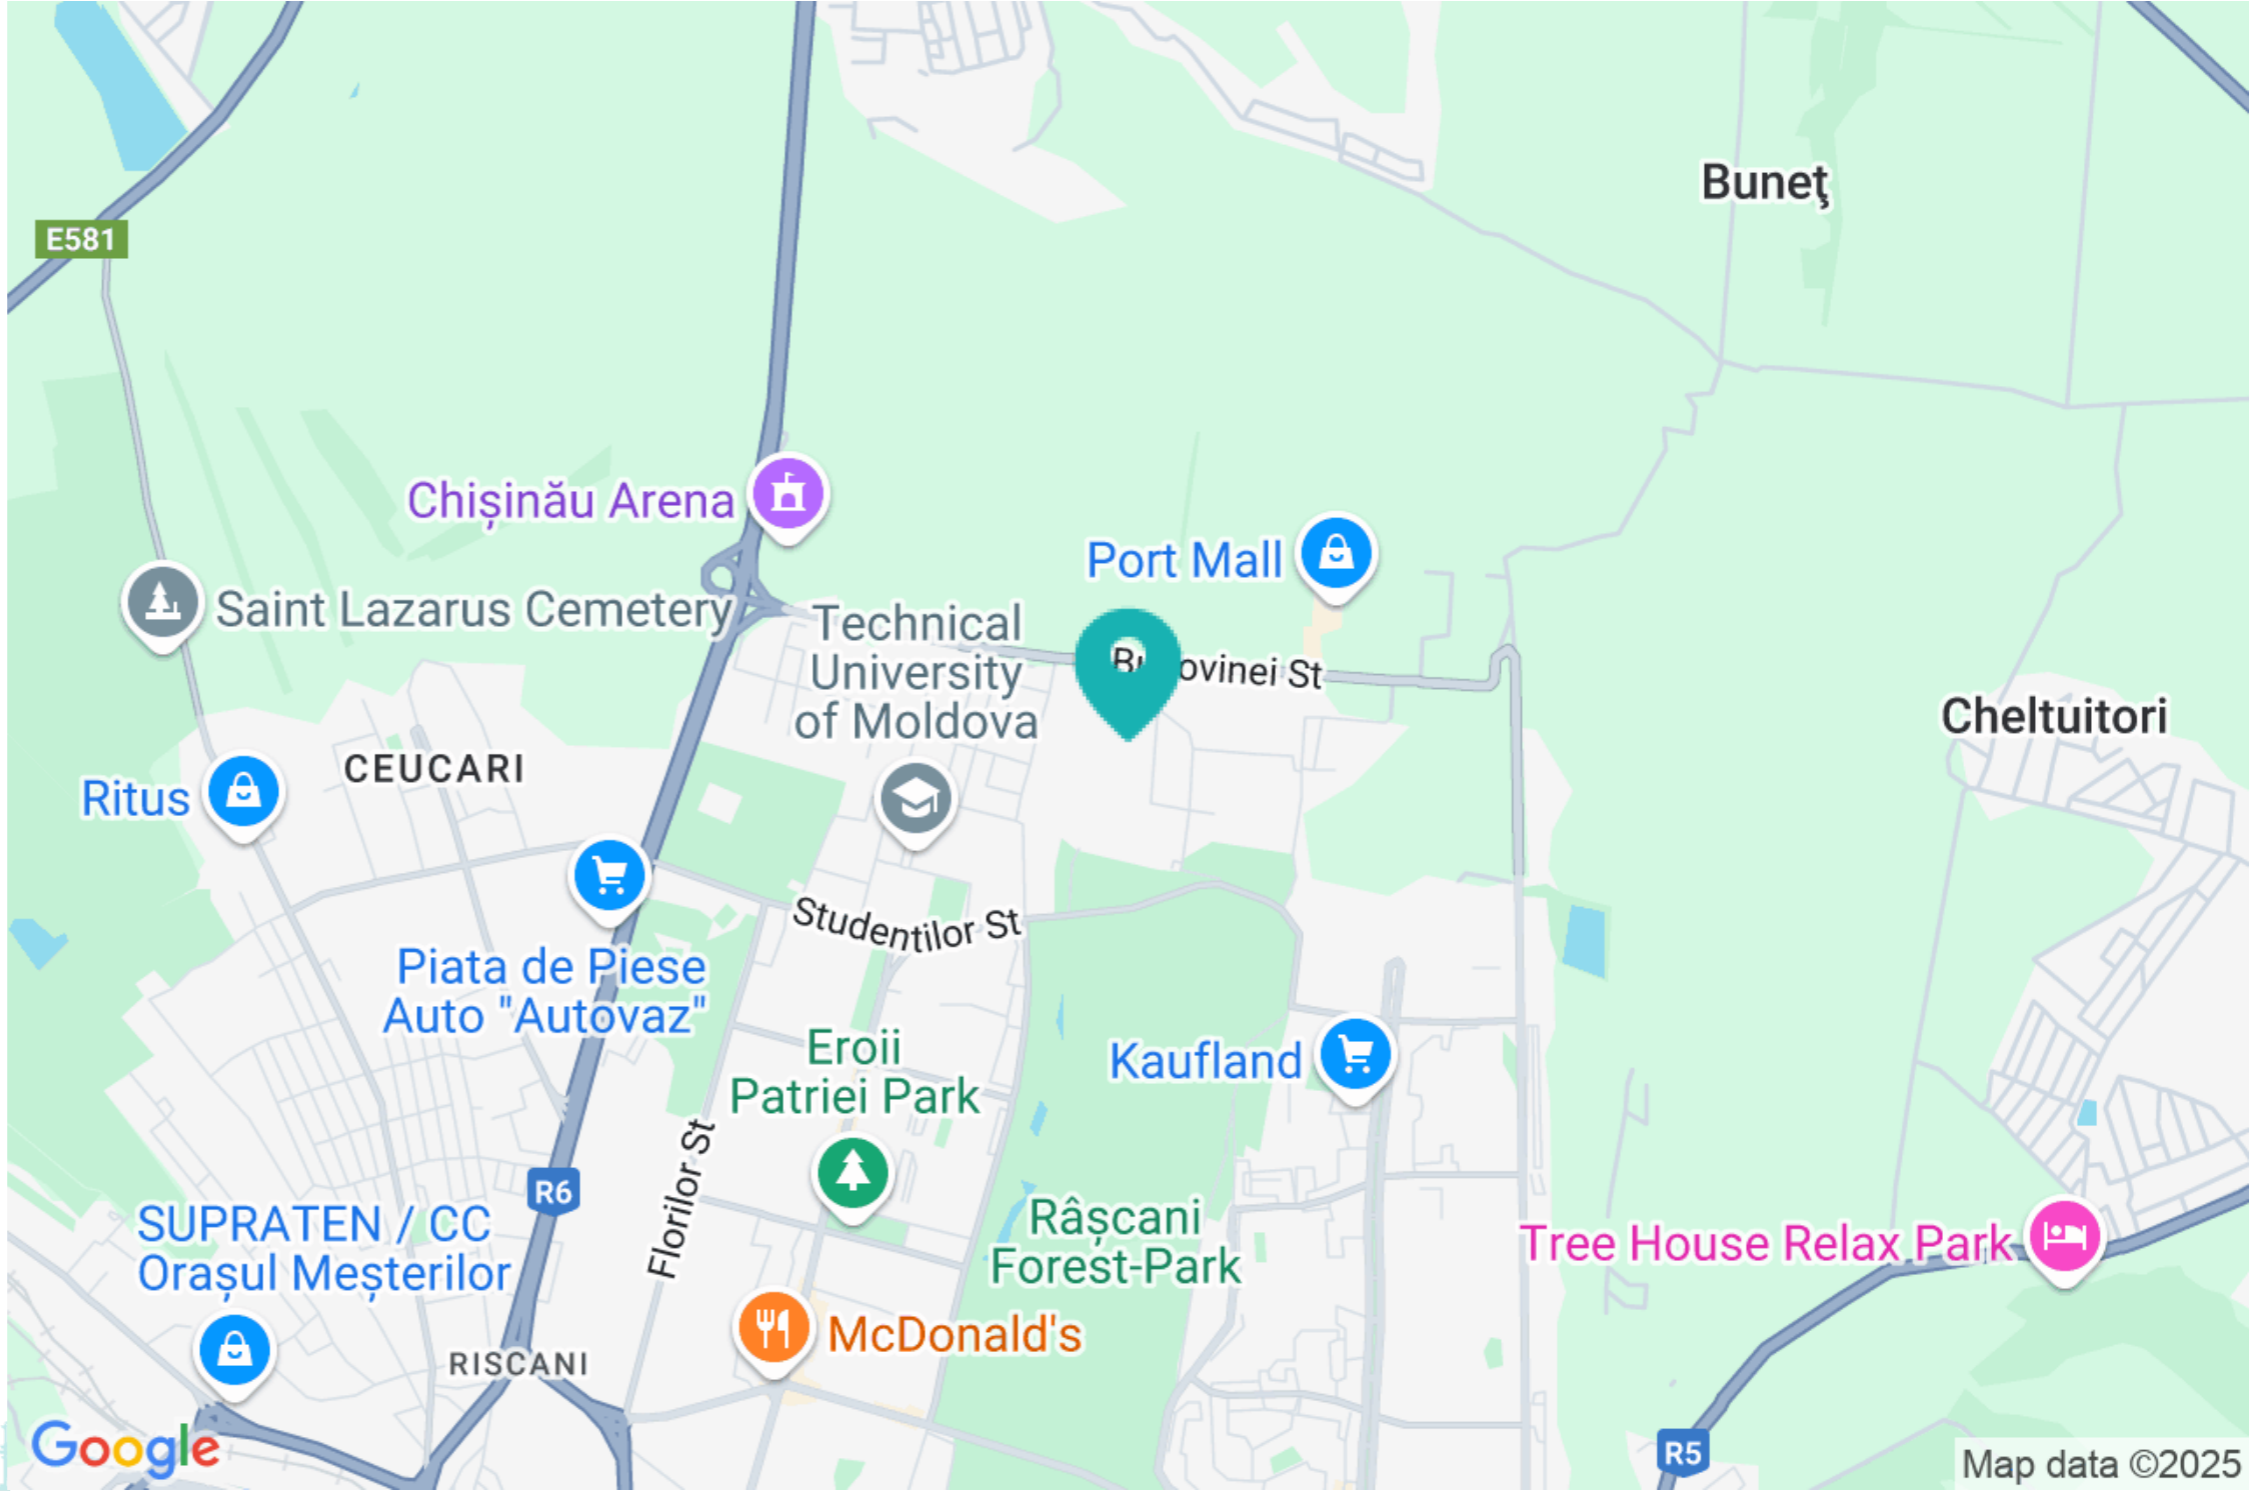 Buneţ
E581
Chișinău Arena
Port Mall
Saint Lazarus Cemetery
Technical
University
of Moldova
ovinei St
Cheltuitori
CEUCARI
Ritus
Studentilor St
Piata de Piese
Auto "Autovaz"
Eroii
Patriei Park
Kaufland
Florilor St
R6
SUPRATEN / CC
Orașul Meșterilor
Râșcani
Forest-Park
Tree House Relax Park
McDonald's
RISCANI
Google
R5
Map data ©2025